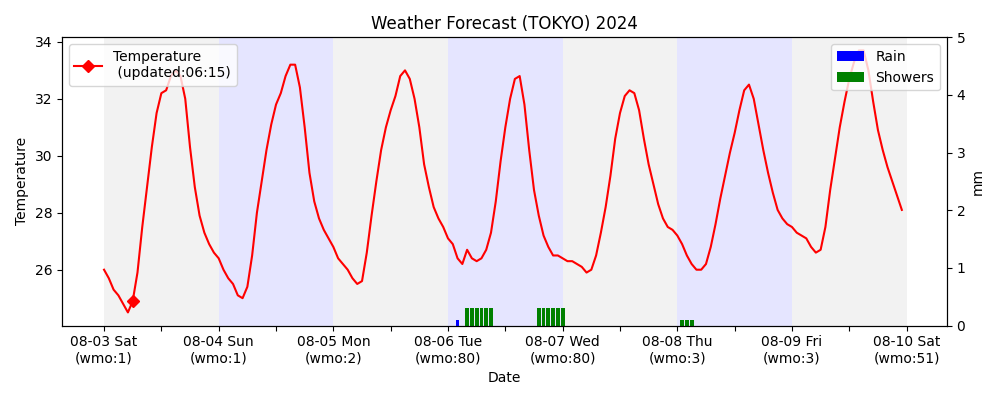 Weather Forecast (TOKYO) 2024
Temperature
(updated:06:15)
Rain
Showers
34
32
30
28
26
Temperature
5
4
3
2
1
0
mm
08-03 Sat
(wmo:1)
08-04 Sun
(wmo:1)
08-05 Mon
(wmo:2)
08-06 Tue
(wmo:80)
08-07 Wed
(wmo:80)
08-08 Thu
(wmo:3)
08-09 Fri
(wmo:3)
08-10 Sat
(wmo:51)
Date